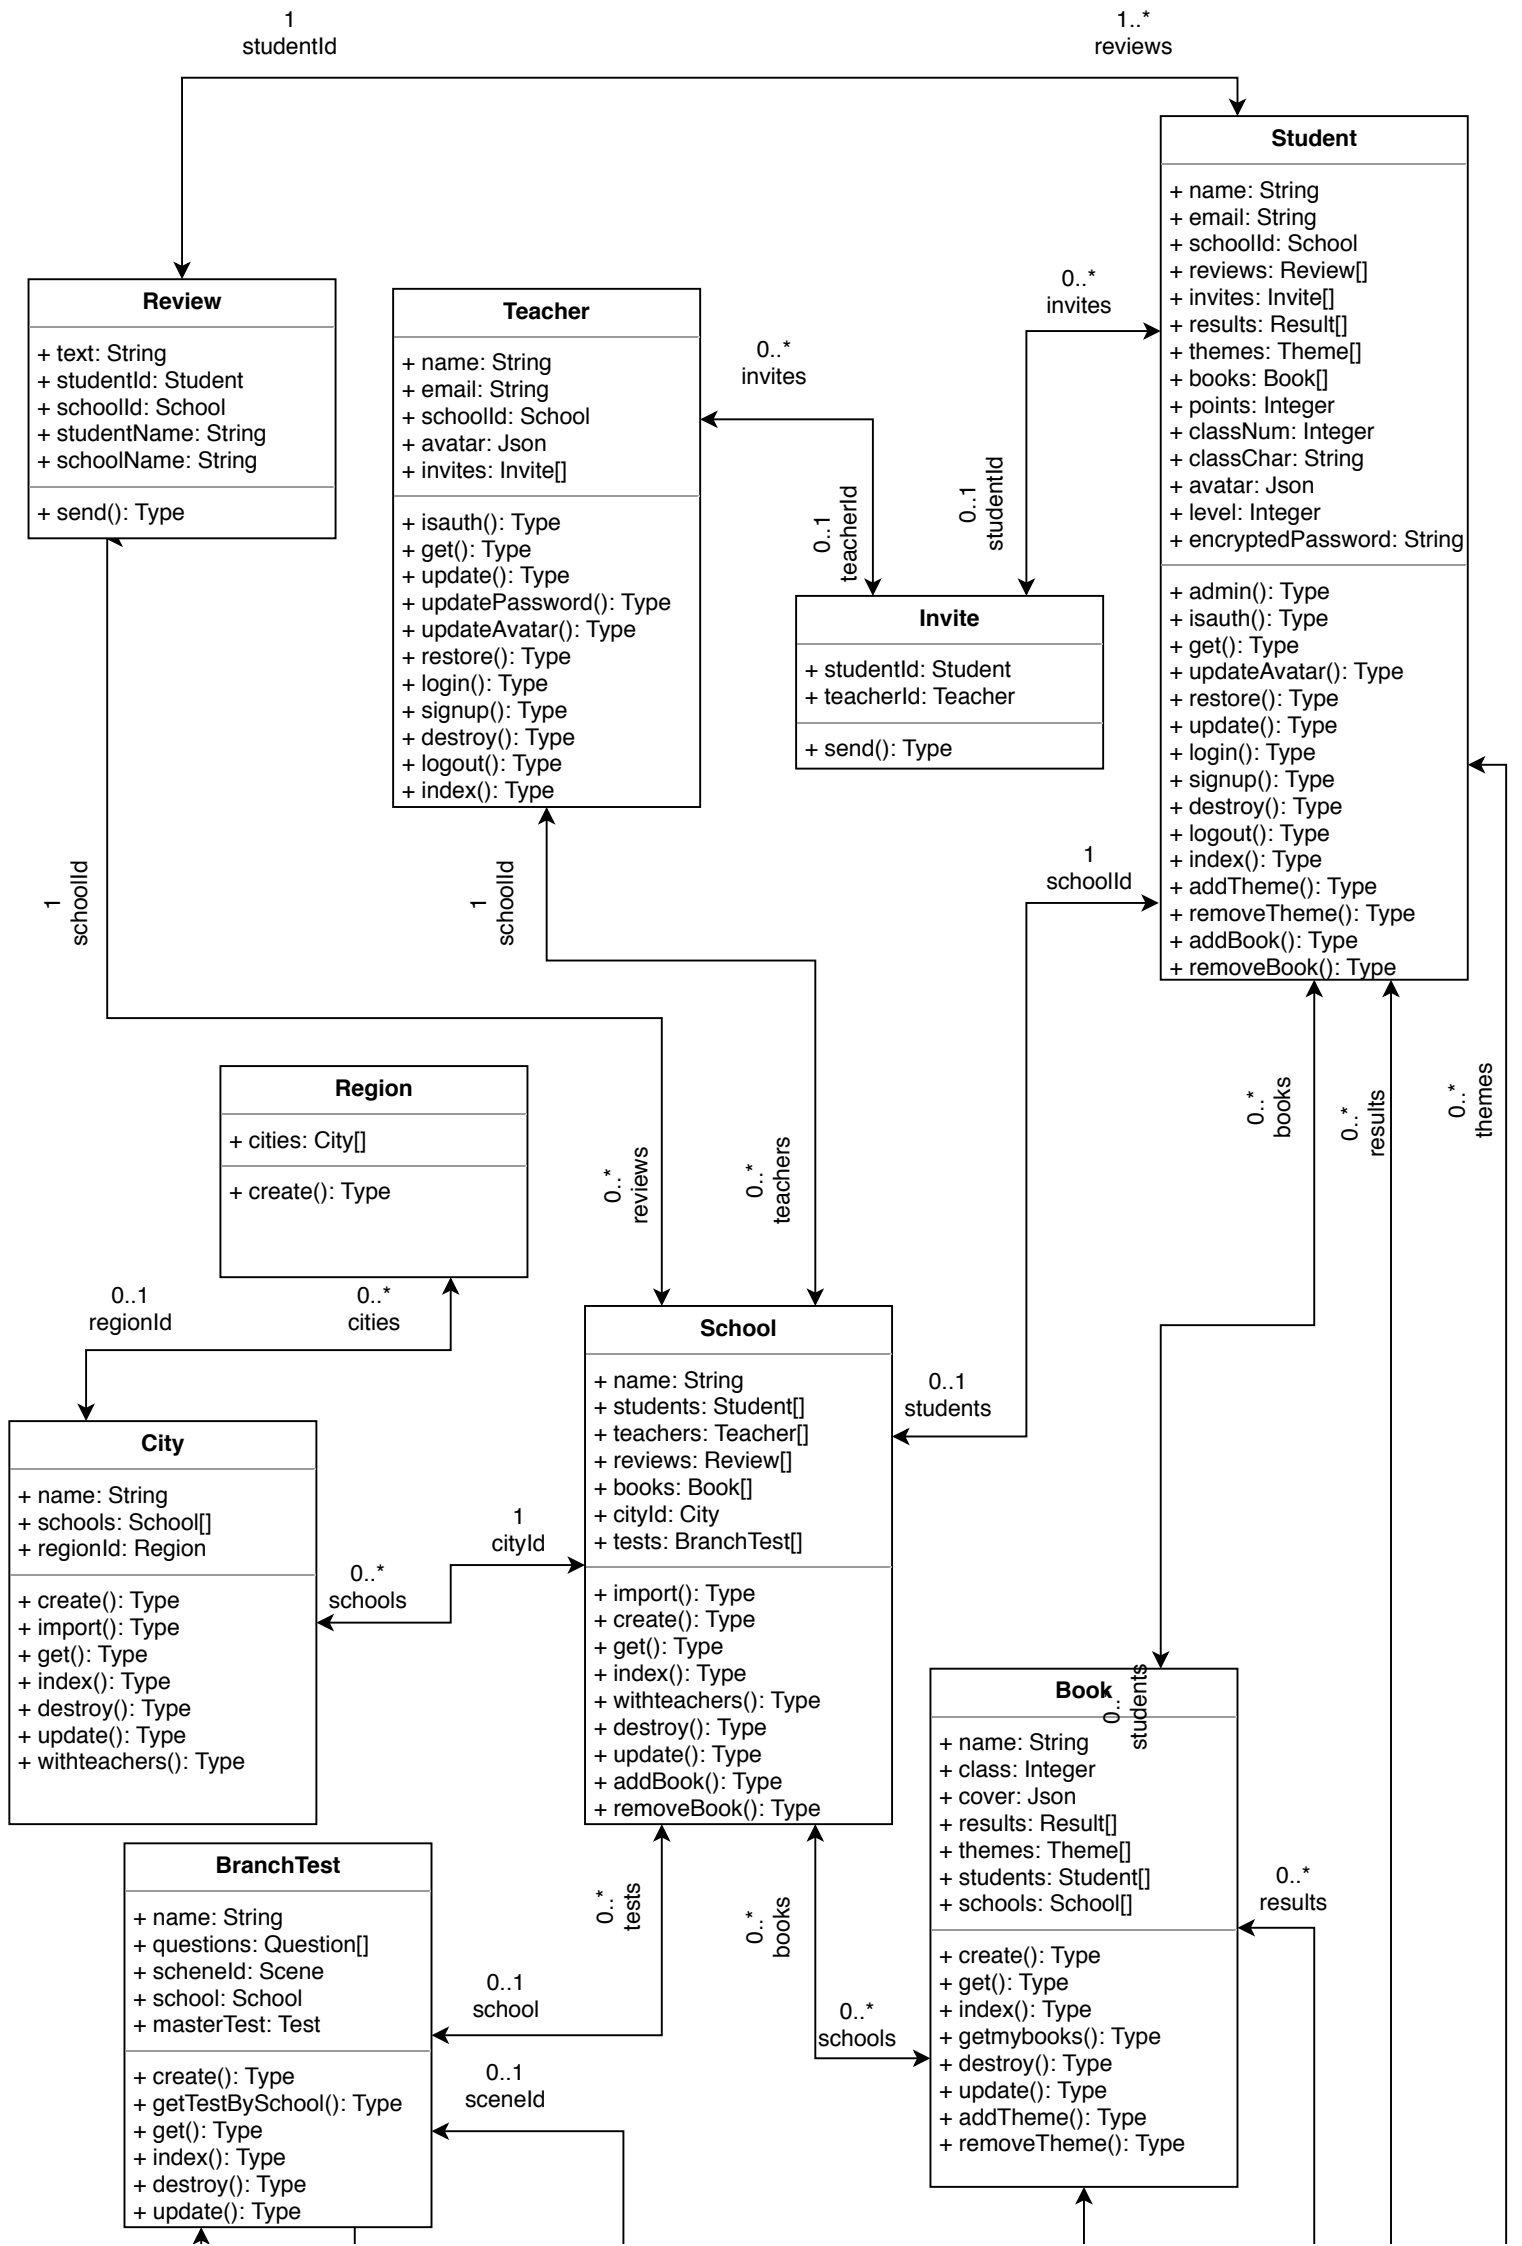 1
studentId
1..*
reviews
Student
+ name: String
+ email: String
+ schoolId: School
+ reviews: Review[]
+ invites: Invite[]
+ results: Result[]
+ themes: Theme[]
+ books: Book[]
+ points: Integer
+ classNum: Integer
+ classChar: String
+ avatar: Json
+ level: Integer
+ encryptedPassword: String
+ admin(): Type
+ isauth(): Type
+ get(): Type
+ updateAvatar(): Type
+ restore(): Type
+ update(): Type
+ login(): Type
+ signup(): Type
+ destroy(): Type
+ logout(): Type
+ index(): Type
+ addTheme(): Type
+ removeTheme(): Type
+ addBook(): Type
+ removeBook(): Type
Review
+ text: String
+ studentId: Student
+ schoolId: School
+ studentName: String
+ schoolName: String
+ send(): Type
Teacher
+ name: String
+ email: String
+ schoolId: School
+ avatar: Json
+ invites: Invite[]
+ isauth(): Type
+ get(): Type
+ update(): Type
+ updatePassword(): Type
+ updateAvatar(): Type
+ restore(): Type
+ login(): Type
+ signup(): Type
+ destroy(): Type
+ logout(): Type
+ index(): Type
0..*
invites
0..*
invites
0..1
teacherId
0..1
studentId
Invite
+ studentId: Student
+ teacherId: Teacher
+ send(): Type
1
schoolId
1
schoolId
1
schoolId
Region
+ cities: City[]
+ create(): Type
0..*
reviews
0..*
teachers
0..*
books
0..*
results
0..*
themes
0..1
regionId
0..*
cities
City
+ name: String
+ schools: School[]
+ regionId: Region
+ create(): Type
+ import(): Type
+ get(): Type
+ index(): Type
+ destroy(): Type
+ update(): Type
+ withteachers(): Type
School
+ name: String
+ students: Student[]
+ teachers: Teacher[]
+ reviews: Review[]
+ books: Book[]
+ cityId: City
+ tests: BranchTest[]
+ import(): Type
+ create(): Type
+ get(): Type
+ index(): Type
+ withteachers(): Type
+ destroy(): Type
+ update(): Type
+ addBook(): Type
+ removeBook(): Type
0..1
students
1
cityId
0..*
schools
Book
0..*
students
+ name: String
+ class: Integer
+ cover: Json
+ results: Result[]
+ themes: Theme[]
+ students: Student[]
+ schools: School[]
+ create(): Type
+ get(): Type
+ index(): Type
+ getmybooks(): Type
+ destroy(): Type
+ update(): Type
+ addTheme(): Type
+ removeTheme(): Type
0..*
results
BranchTest
+ name: String
+ questions: Question[]
+ scheneId: Scene
+ school: School
+ masterTest: Test
+ create(): Type
+ getTestBySchool(): Type
+ get(): Type
+ index(): Type
+ destroy(): Type
+ update(): Type
0..*
tests
0..*
books
0..1
school
0..*
schools
0..1
sceneId